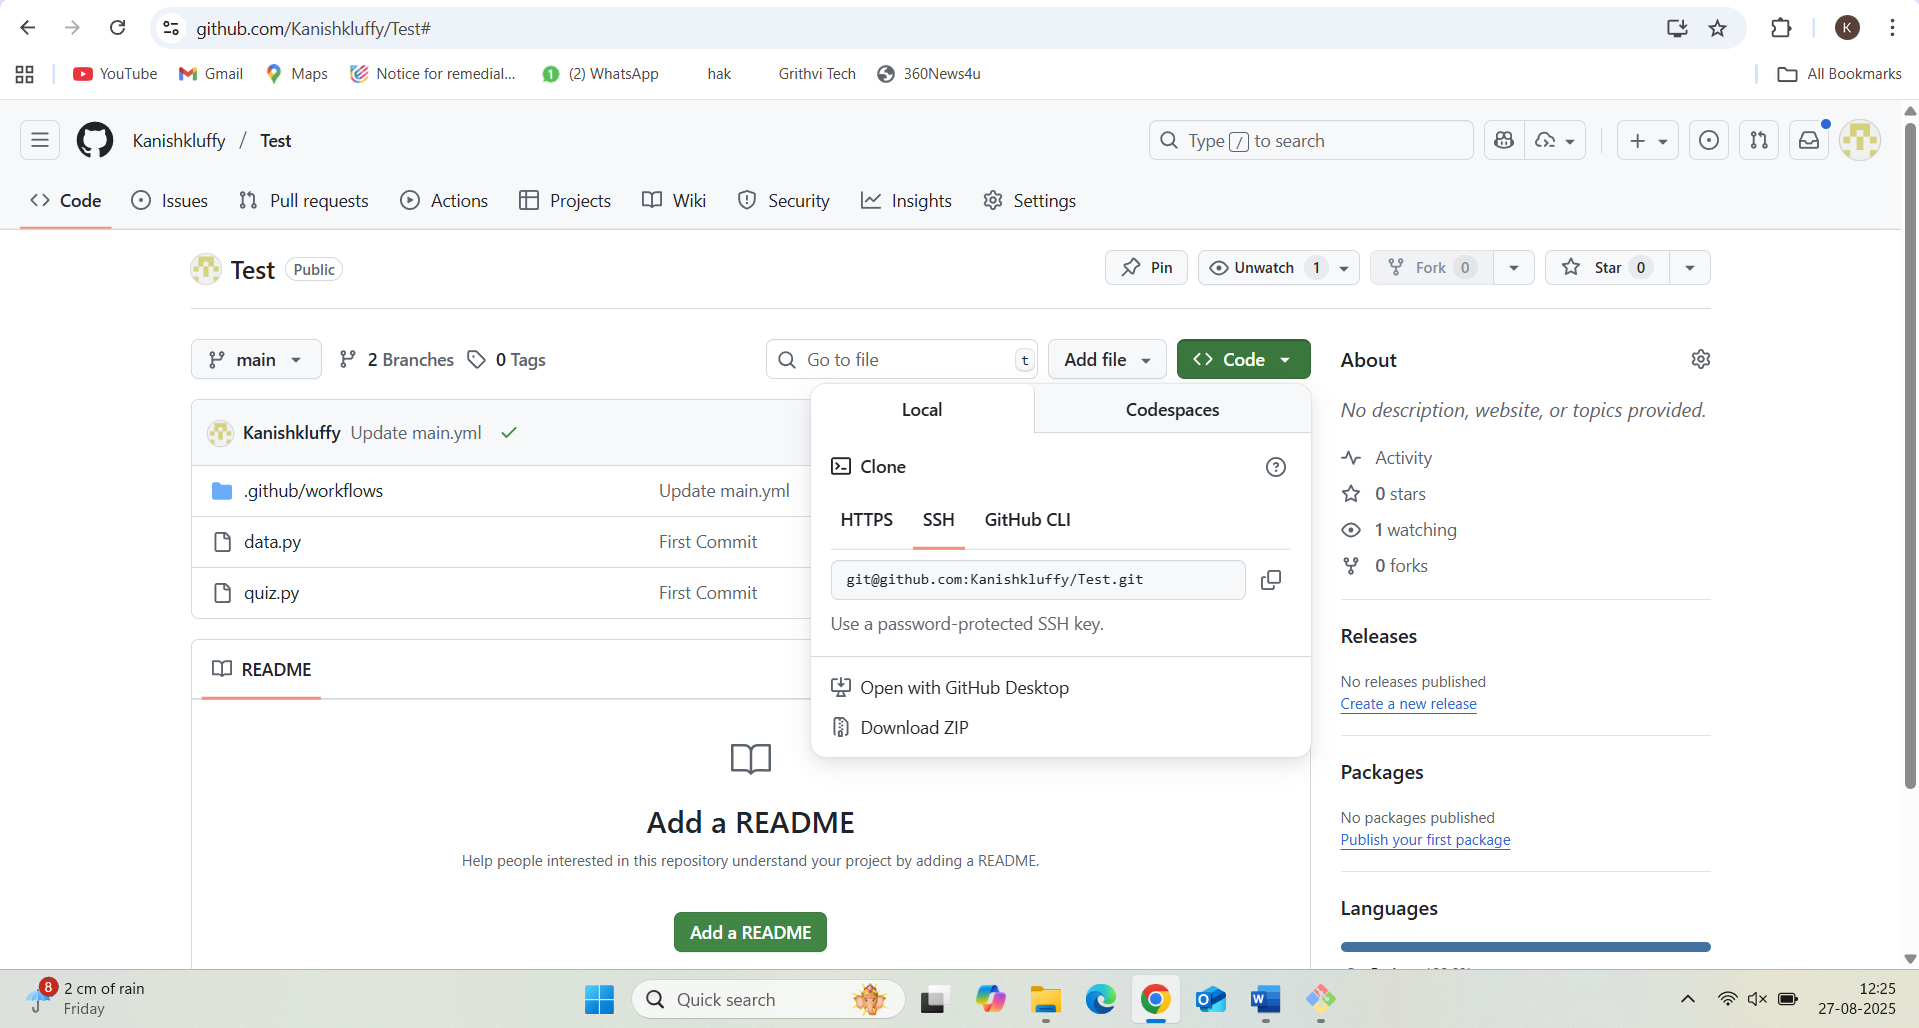 github.com/Kanishkluffy/Test#
K
YouTube Gmail Maps Notice for remedial... (2) WhatsApp hak Grithvi Tech 360News4u All Bookmarks
Kanishkluffy / Test
Type / to search
Code Issues Pull requests Actions Projects Wiki Security Insights Settings
Test Public
Pin Unwatch 1 Fork 0 Star 0
main 2 Branches 0 Tags
Go to file t Add file Code
Kanishkluffy Update main.yml
.github/workflows Update main.yml
data.py First Commit
quiz.py First Commit
README
Add a README
Help people interested in this repository understand your project by adding a README.
Add a README
Local Codespaces
Clone
HTTPS SSH GitHub CLI
git@github.com:Kanishkluffy/Test.git
Use a password-protected SSH key.
Open with GitHub Desktop
Download ZIP
About
No description, website, or topics provided.
Activity
0 stars
1 watching
0 forks
Releases
No releases published
Create a new release
Packages
No packages published
Publish your first package
Languages
8 2 cm of rain
Friday
Quick search
12:25
27-08-2025